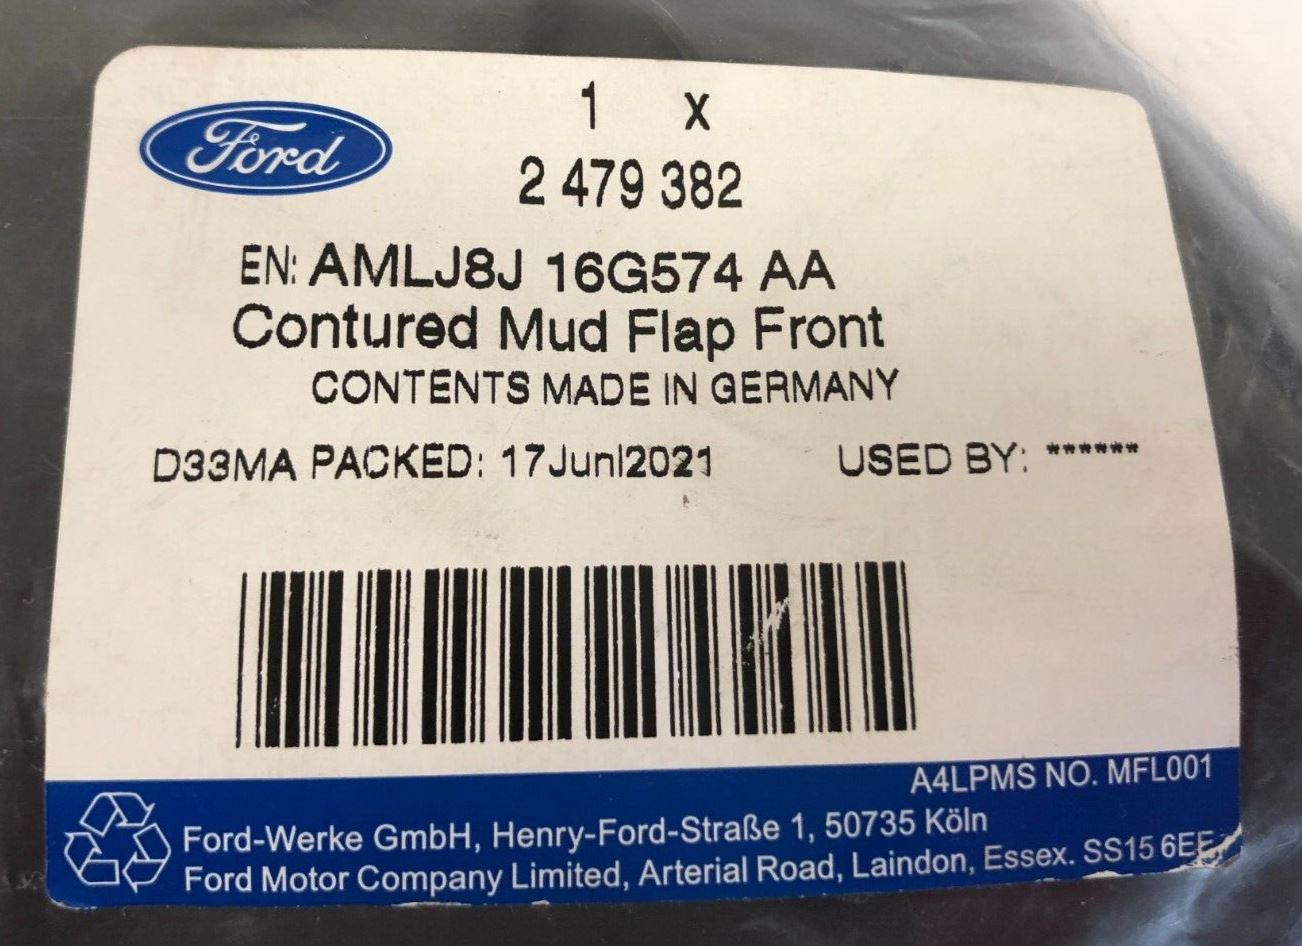 Ford
1 x
2 479 382
EN: AMLJ8J 16G574 AA
Contured Mud Flap Front
CONTENTS MADE IN GERMANY
D33MA PACKED: 17Junl2021 USED BY: ******
A4LPMS NO. MFL001
Ford-Werke GmbH, Henry-Ford-Straße 1, 50735 Köln
Ford Motor Company Limited, Arterial Road, Laindon, Essex. SS15 6EE